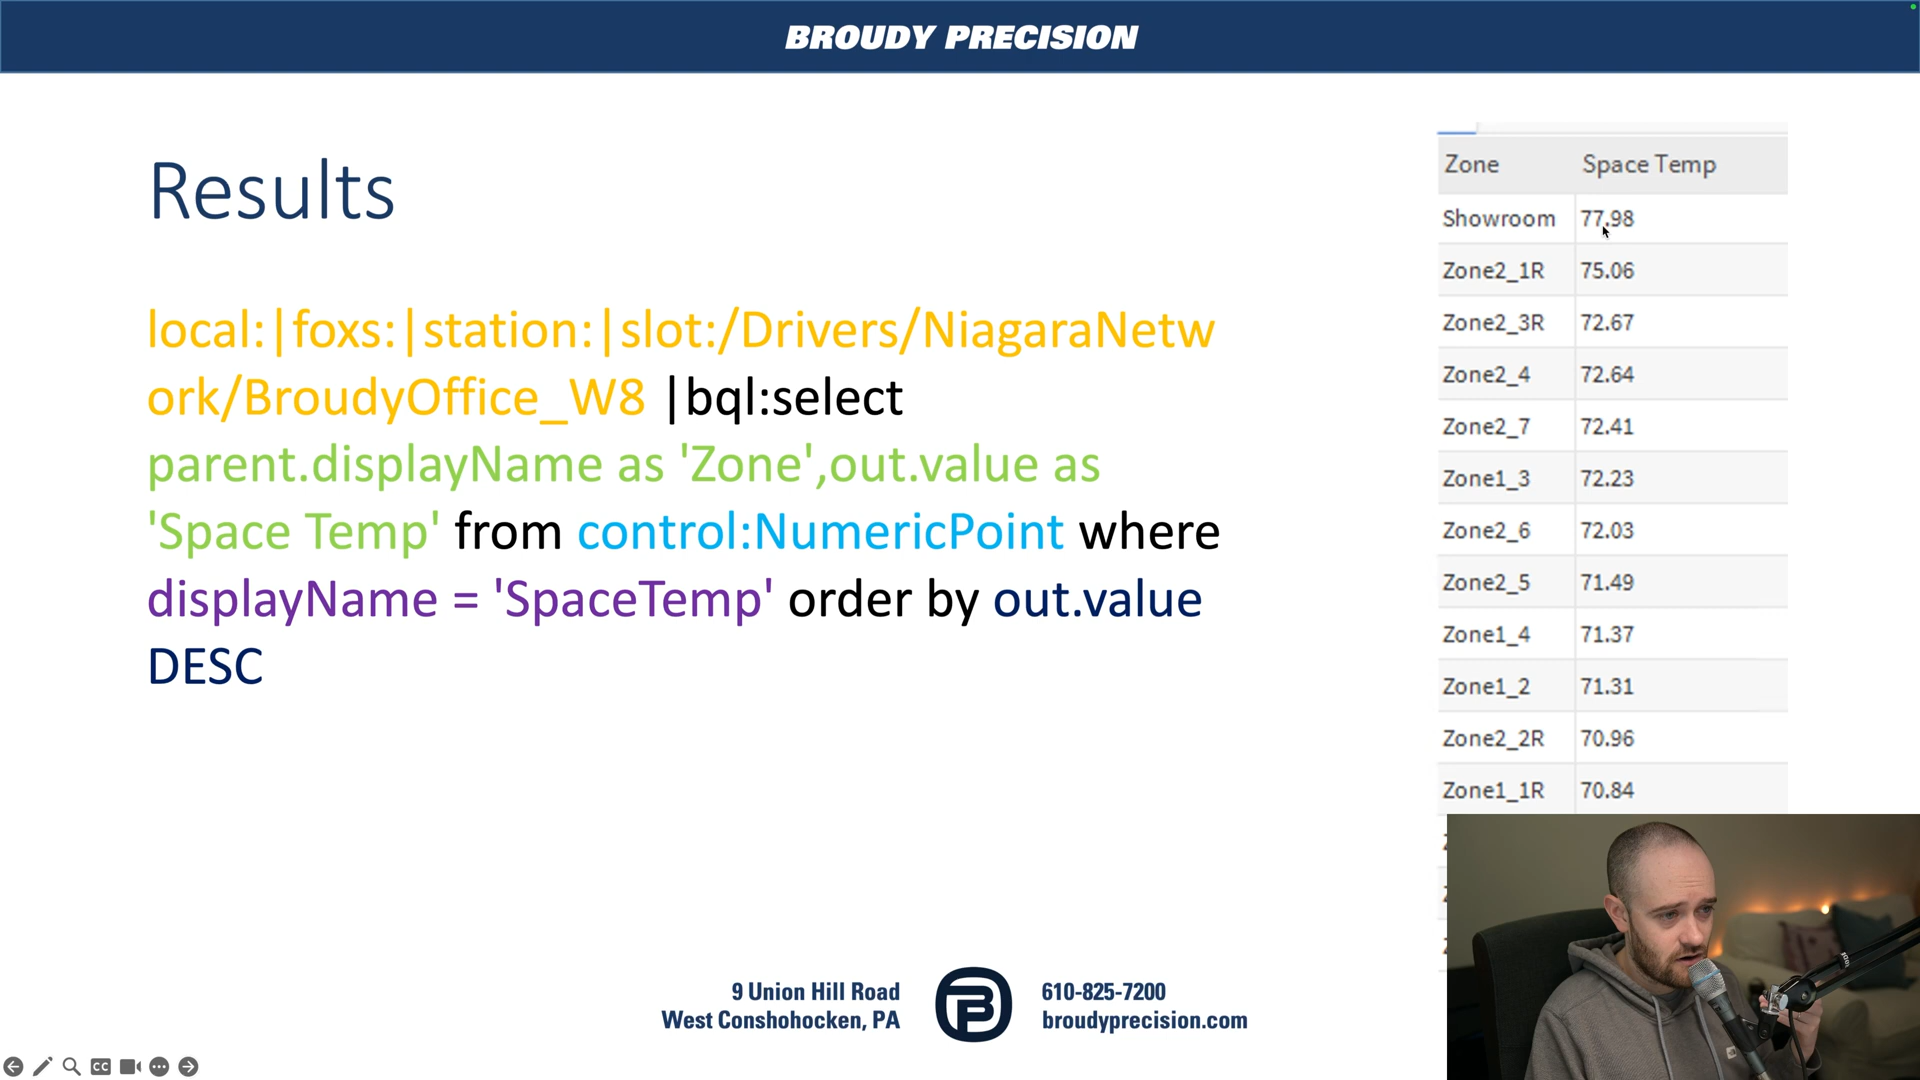 BROUDY PRECISION
Results
local:|foxs:|station:|slot:/Drivers/NiagaraNetw
ork/BroudyOffice_W8 |bql:select
parent.displayName as 'Zone',out.value as
'Space Temp' from control:NumericPoint where
displayName = 'SpaceTemp' order by out.value
DESC
Zone Space Temp
Showroom 77.98
Zone2_1R 75.06
Zone2_3R 72.67
Zone2_4 72.64
Zone2_7 72.41
Zone1_3 72.23
Zone2_6 72.03
Zone2_5 71.49
Zone1_4 71.37
Zone1_2 71.31
Zone2_2R 70.96
Zone1_1R 70.84
9 Union Hill Road
West Conshohocken, PA
610-825-7200
broudyprecision.com
CC